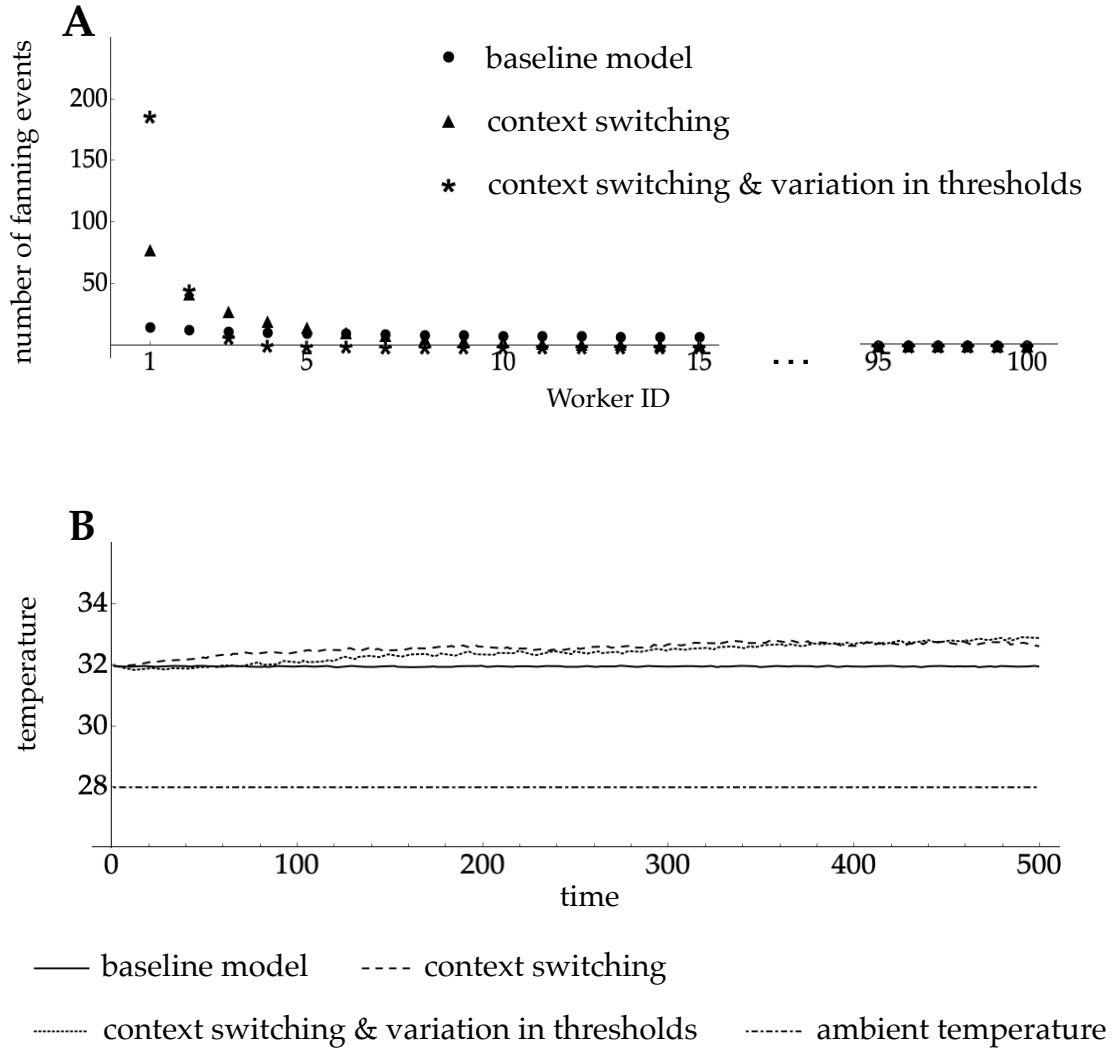 A
number of fanning events
200
150
100
50
baseline model
context switching
context switching & variation in thresholds
1 5 10 15 ... 95 100
Worker ID
B
temperature
34
32
30
28
0 100 200 300 400 500
time
baseline model context switching
context switching & variation in thresholds ambient temperature